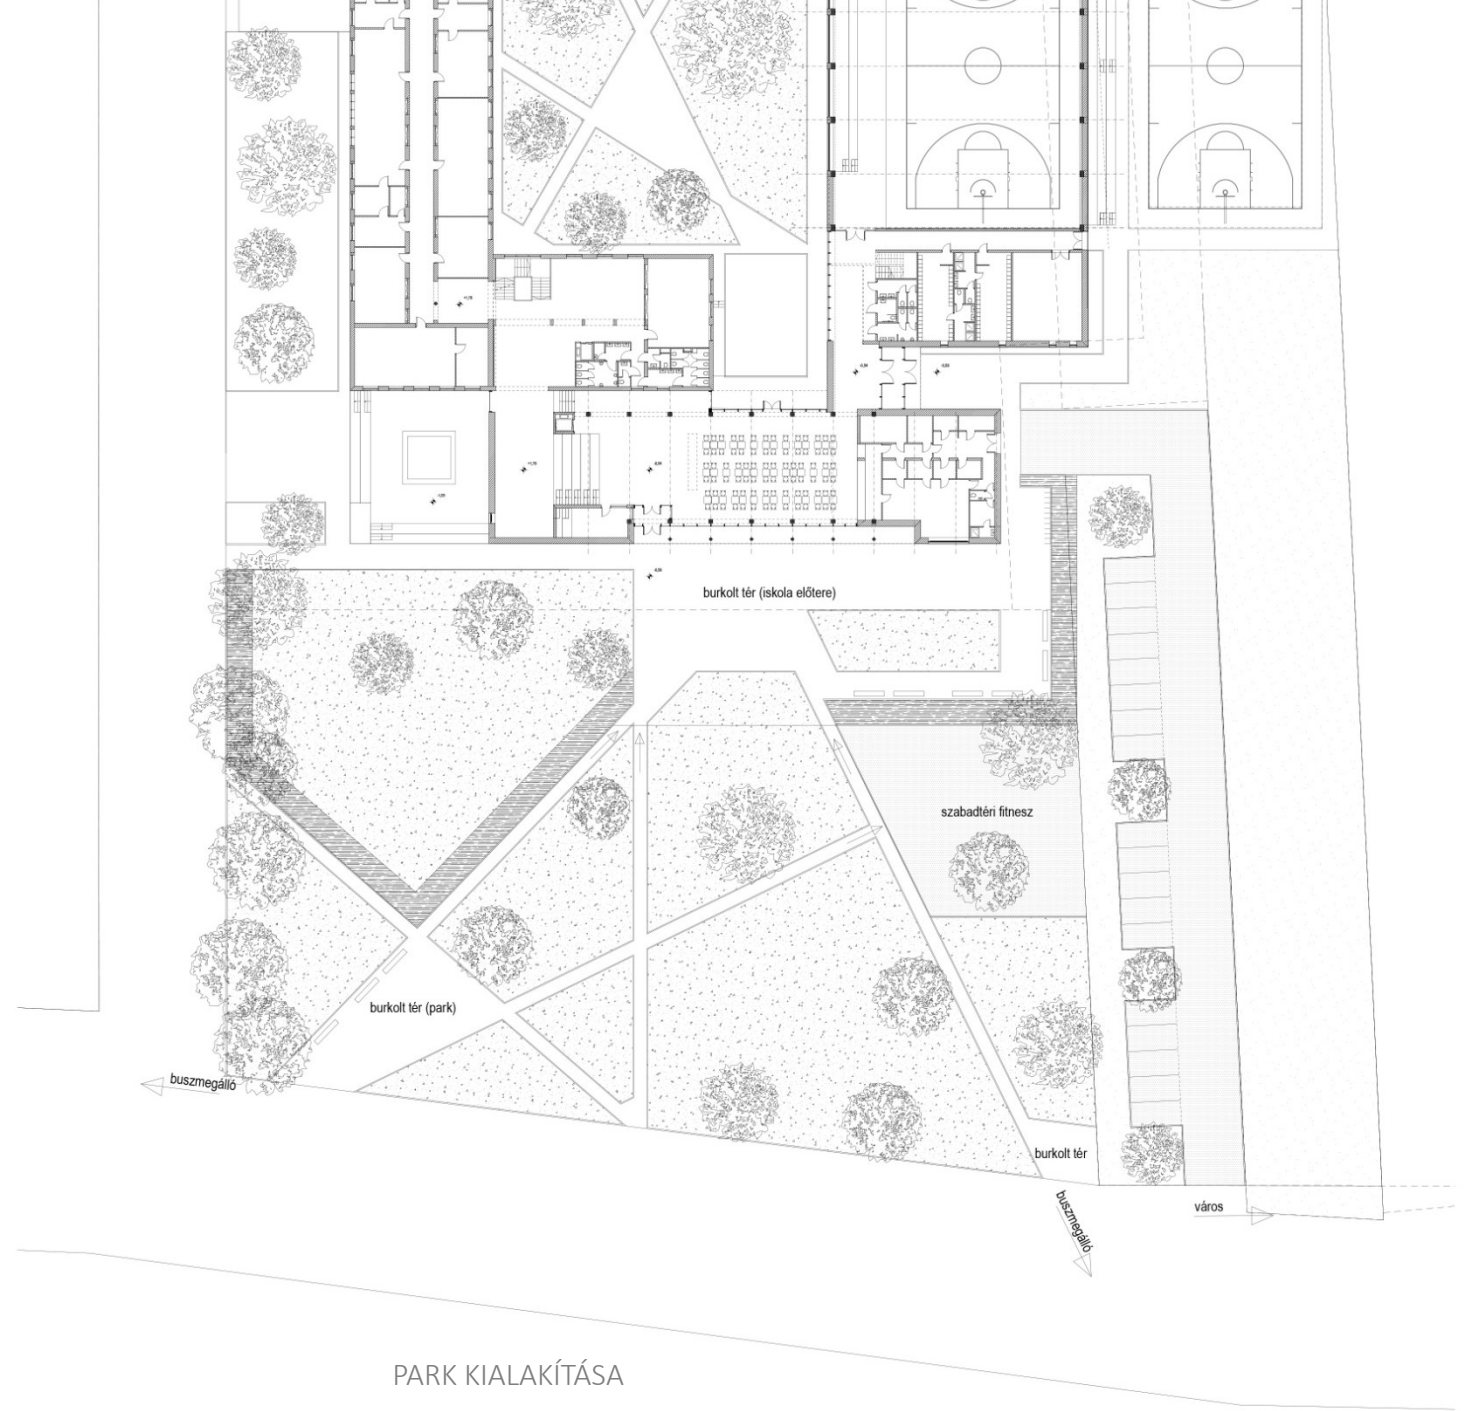 burkolt tér (iskola előtere)
szabadtéri fitnesz
burkolt tér (park)
buszmegálló
burkolt tér
buszmegálló
város
PARK KIALAKÍTÁSA